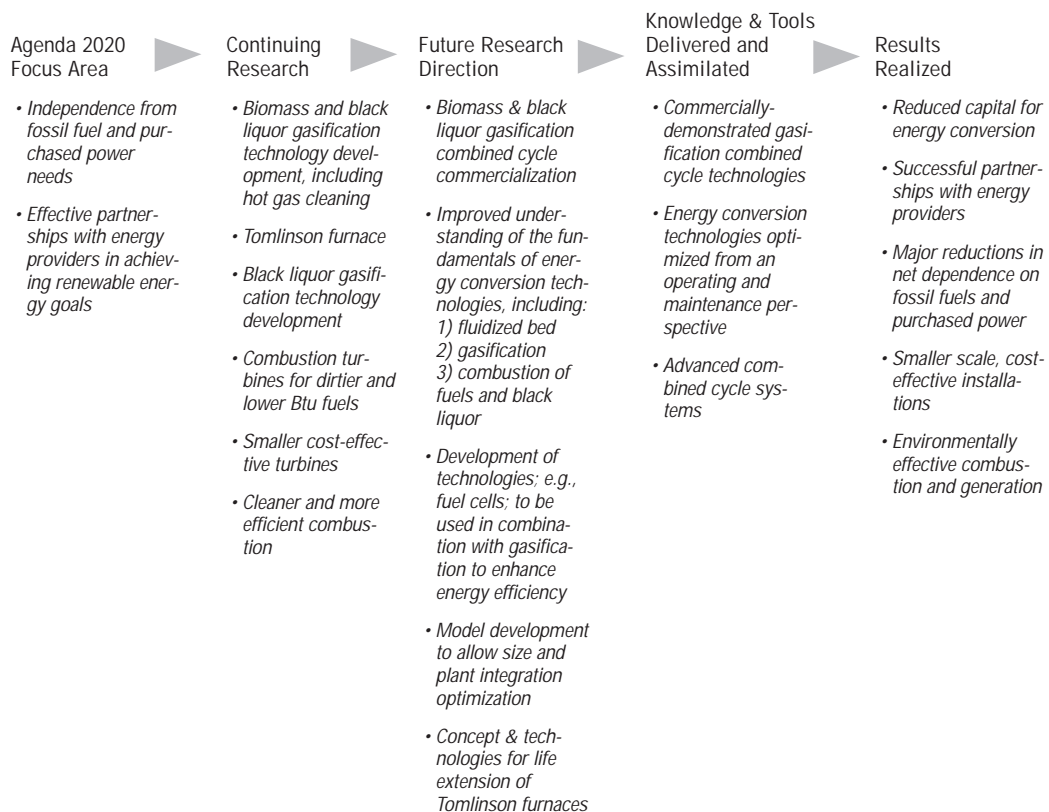 Agenda 2020
Focus Area
• Independence from
fossil fuel and pur-
chased power
needs
• Effective partner-
ships with energy
providers in achiev-
ing renewable ener-
gy goals
Continuing
Research
• Biomass and black
liquor gasification
technology devel-
opment, including
hot gas cleaning
• Tomlinson furnace
• Black liquor gasifi-
cation technology
development
• Combustion tur-
bines for dirtier and
lower Btu fuels
• Smaller cost-effec-
tive turbines
• Cleaner and more
efficient combus-
tion
Future Research
Direction
• Biomass & black
liquor gasification
combined cycle
commercialization
• Improved under-
standing of the fun-
damentals of ener-
gy conversion tech-
nologies, including:
1) fluidized bed
2) gasification
3) combustion of
fuels and black
liquor
• Development of
technologies; e.g.,
fuel cells; to be
used in combina-
tion with gasifica-
tion to enhance
energy efficiency
• Model development
to allow size and
plant integration
optimization
• Concept & tech-
nologies for life
extension of
Tomlinson furnaces
Knowledge & Tools
Delivered and
Assimilated
• Commercially-
demonstrated gasi-
fication combined
cycle technologies
• Energy conversion
technologies opti-
mized from an
operating and
maintenance per-
spective
• Advanced com-
bined cycle sys-
tems
Results
Realized
• Reduced capital for
energy conversion
• Successful partner-
ships with energy
providers
• Major reductions in
net dependence on
fossil fuels and
purchased power
• Smaller scale, cost-
effective installa-
tions
• Environmentally
effective combus-
tion and generation